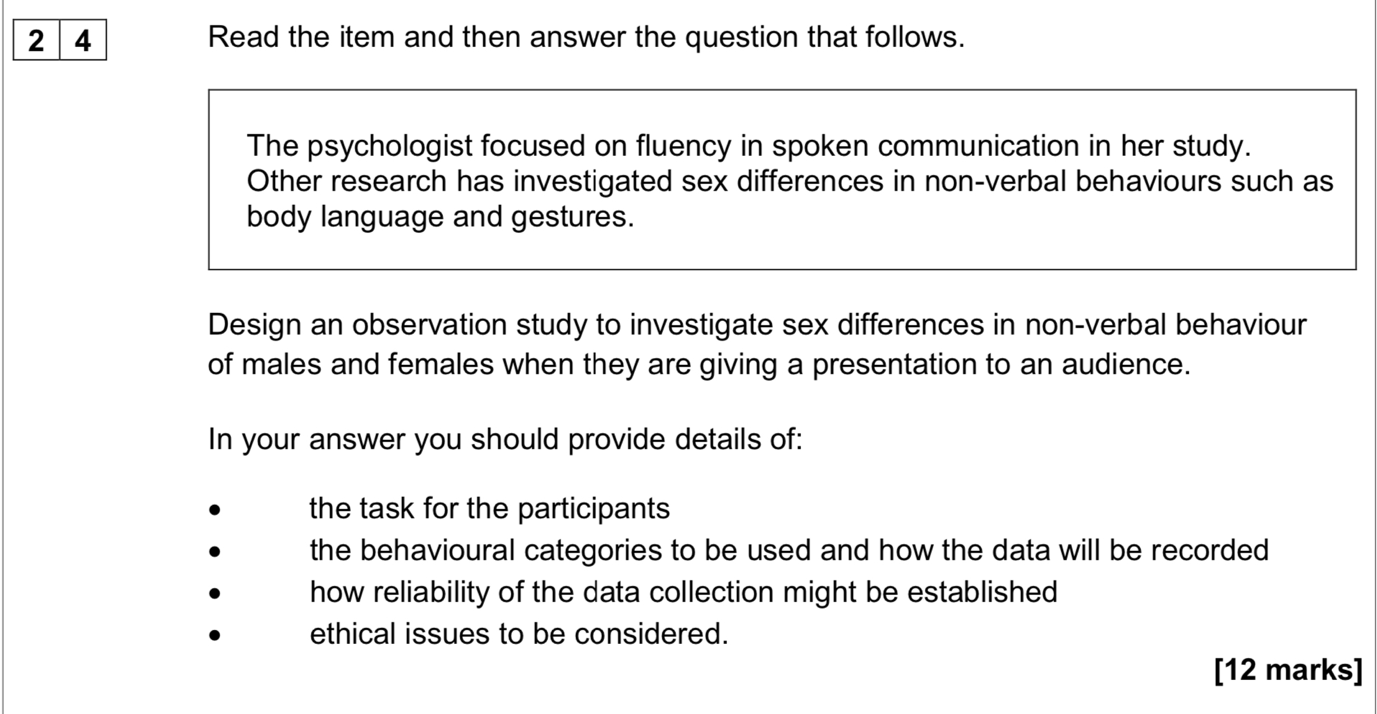 2 4 Read the item and then answer the question that follows.
The psychologist focused on fluency in spoken communication in her study.
Other research has investigated sex differences in non-verbal behaviours such as
body language and gestures.
Design an observation study to investigate sex differences in non-verbal behaviour
of males and females when they are giving a presentation to an audience.
In your answer you should provide details of:
• the task for the participants
• the behavioural categories to be used and how the data will be recorded
• how reliability of the data collection might be established
• ethical issues to be considered.
[12 marks]